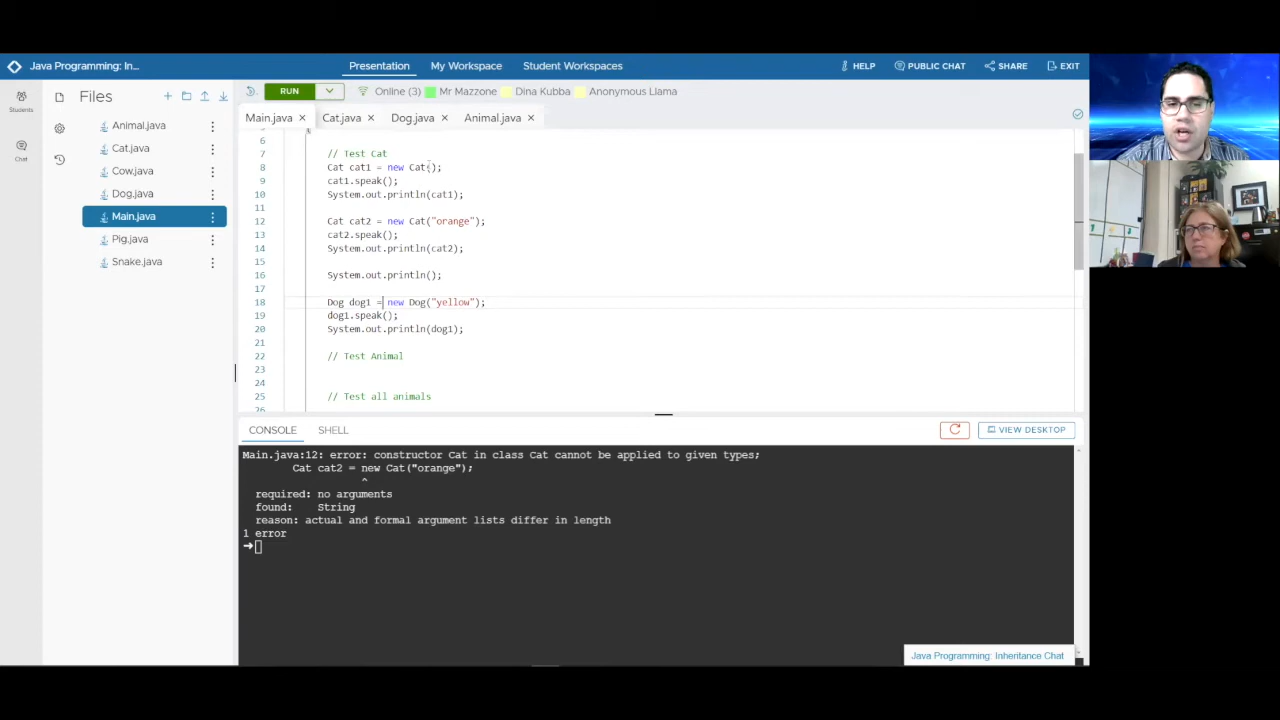 Java Programming: In... Presentation My Workspace Student Workspaces HELP PUBLIC CHAT SHARE EXIT
Students
Chat
Files
Animal.java
Cat.java
Cow.java
Dog.java
Main.java
Pig.java
Snake.java
RUN Online (3) Mr Mazzone Dina Kubba Anonymous Llama
Main.java Cat.java Dog.java Animal.java
6
7 // Test Cat
8 Cat cat1 = new Cat();
9 cat1.speak();
10 System.out.println(cat1);
11
12 Cat cat2 = new Cat("orange");
13 cat2.speak();
14 System.out.println(cat2);
15
16 System.out.println();
17
18 Dog dog1 = new Dog("yellow");
19 dog1.speak();
20 System.out.println(dog1);
21
22 // Test Animal
23
24
25 // Test all animals
26
CONSOLE SHELL VIEW DESKTOP
Main.java:12: error: constructor Cat in class Cat cannot be applied to given types;
Cat cat2 = new Cat("orange");
^
required: no arguments
found: String
reason: actual and formal argument lists differ in length
1 error
Java Programming: Inheritance Chat